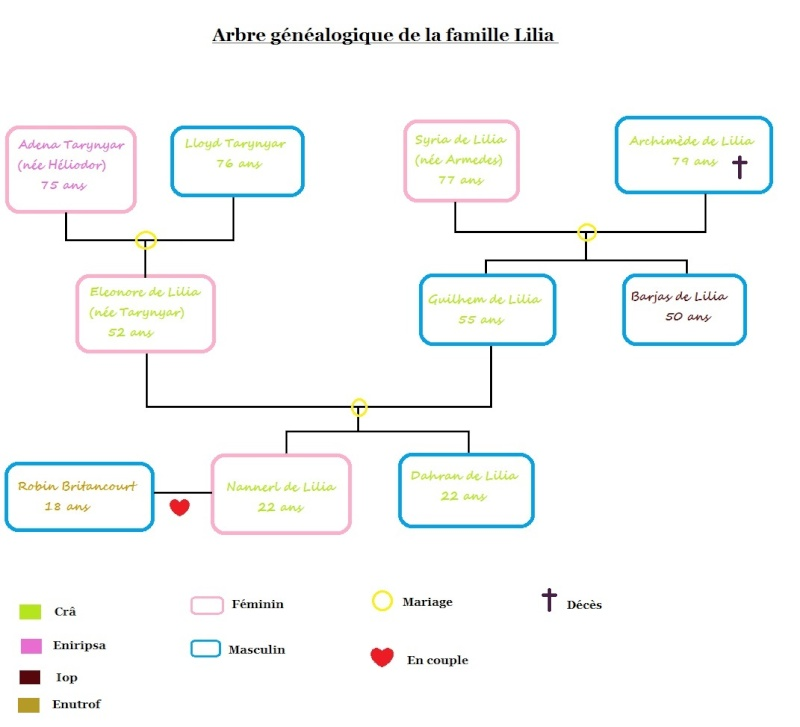 Arbre généalogique de la famille Lilia
Adena Tarynyar
(née Héliodor)
75 ans
Lloyd Tarynyar
76 ans
Syria de Lilia
(née Armedes)
77 ans
Archimède de Lilia
79 ans
Eleonore de Lilia
(née Tarynyar)
52 ans
Guilhem de Lilia
55 ans
Barjas de Lilia
50 ans
Robin Britancourt
18 ans
Nannerl de Lilia
22 ans
Dahran de Lilia
22 ans
Crâ
Eniripsa
Iop
Enutrof
Féminin
Masculin
Mariage
En couple
Décès